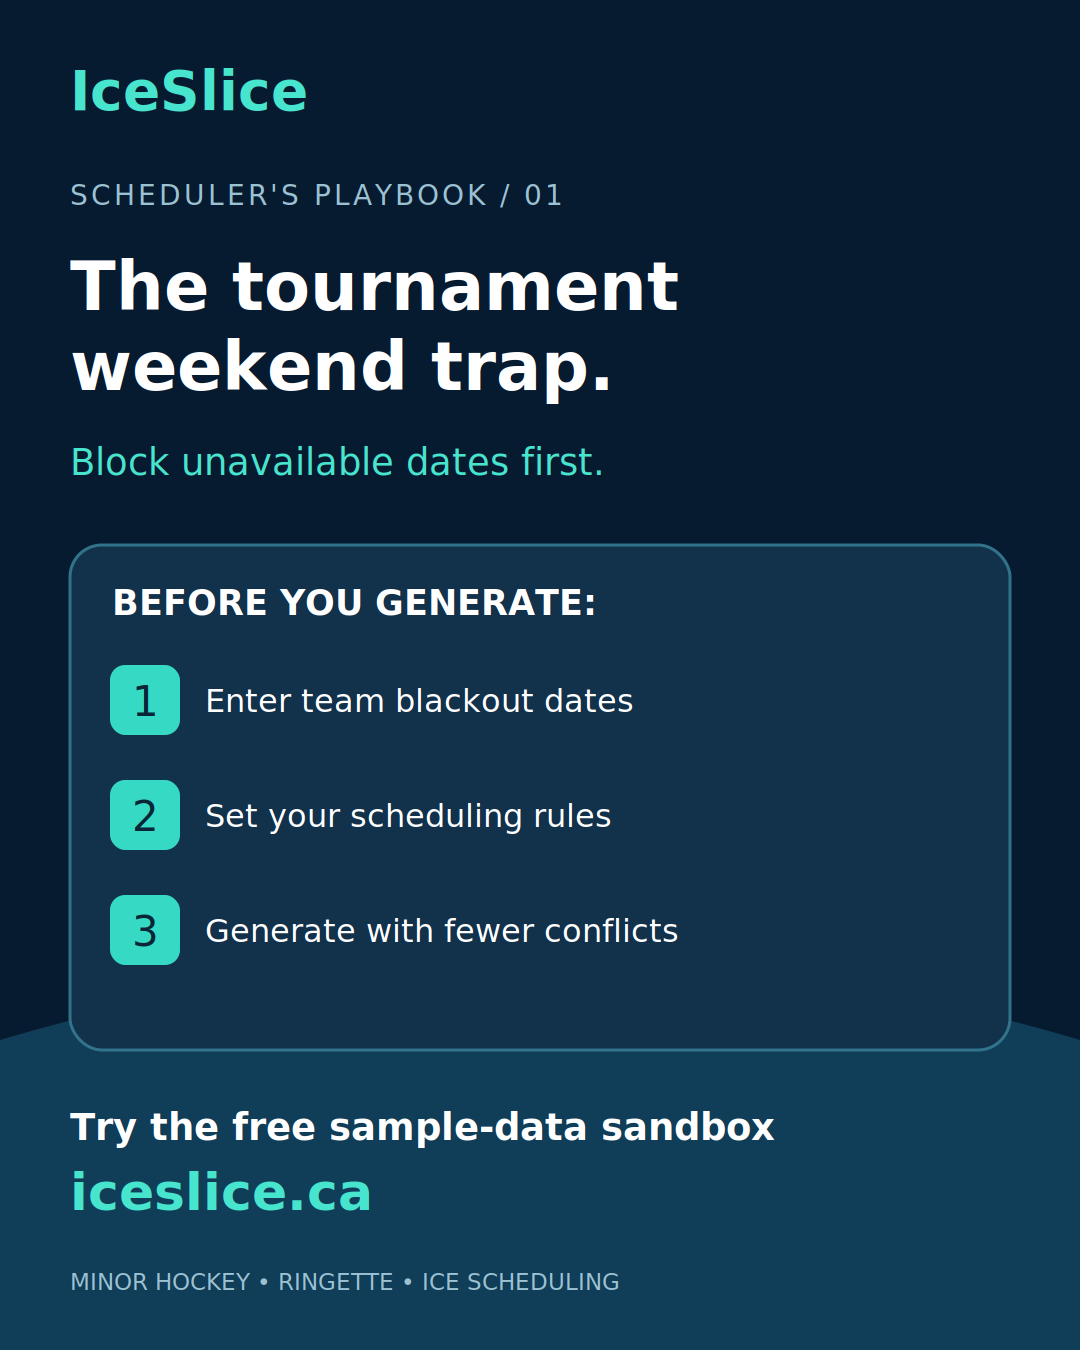 IceSlice
SCHEDULER'S PLAYBOOK / 01
The tournament
weekend trap.
Block unavailable dates first.
BEFORE YOU GENERATE:
1 Enter team blackout dates
2 Set your scheduling rules
3 Generate with fewer conflicts
Try the free sample-data sandbox
iceslice.ca
MINOR HOCKEY • RINGETTE • ICE SCHEDULING